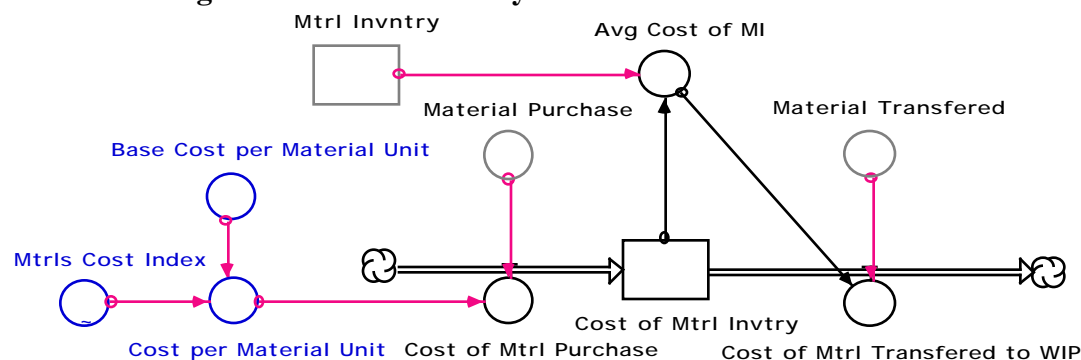 Mtrl Invntry
Avg Cost of MI
Material Purchase
Material Transfered
Base Cost per Material Unit
Mtrls Cost Index
~
Cost of Mtrl Invtry
Cost per Material Unit
Cost of Mtrl Purchase
Cost of Mtrl Transfered to WIP